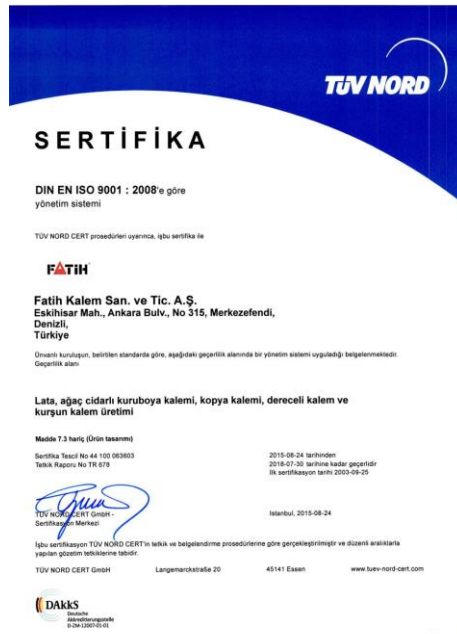 TÜV NORD
SERTİFİKA
DIN EN ISO 9001 : 2008'e göre
yönetim sistemi
TÜV NORD CERT prosedürleri uyarınca, işbu sertifika ile
FATİH
Fatih Kalem San. ve Tic. A.Ş.
Eskihisar Mah., Ankara Bulv., No 315, Merkezefendi,
Denizli,
Türkiye
Ünvanlı kuruluşun, belirtilen standarda göre, aşağıdaki geçerlilik alanında bir yönetim sistemi uyguladığı belgelenmektedir.
Geçerlilik alanı
Lata, ağaç cidarlı kuruboya kalemi, kopya kalemi, dereceli kalem ve
kurşun kalem üretimi
Madde 7.3 hariç (Ürün tasarımı)
Sertifika Tescil No 44 100 063603
Tetkik Raporu No TR 678
2015-08-24 tarihinden
2018-07-30 tarihine kadar geçerlidir
İlk sertifikasyon tarihi 2003-09-25
TÜV NORD CERT GmbH -
Sertifikasyon Merkezi
Istanbul, 2015-08-24
İşbu sertifikasyon TÜV NORD CERT'in tetkik ve belgelendirme prosedürlerine göre gerçekleştirilmiştir ve düzenli aralıklarla
yapılan gözetim tetkiklerine tabidir.
TÜV NORD CERT GmbH Langemarckstraße 20 45141 Essen www.tuev-nord-cert.com
DAkkS
Deutsche
Akkreditierungsstelle
D-ZM-12007-01-01